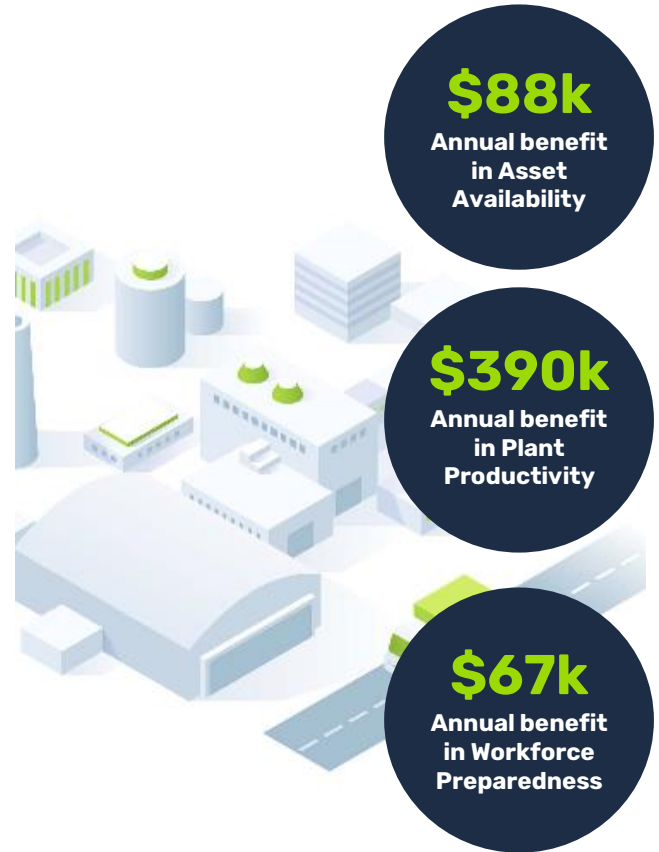 $88k
Annual benefit
in Asset
Availability
$390k
Annual benefit
in Plant
Productivity
$67k
Annual benefit
in Workforce
Preparedness